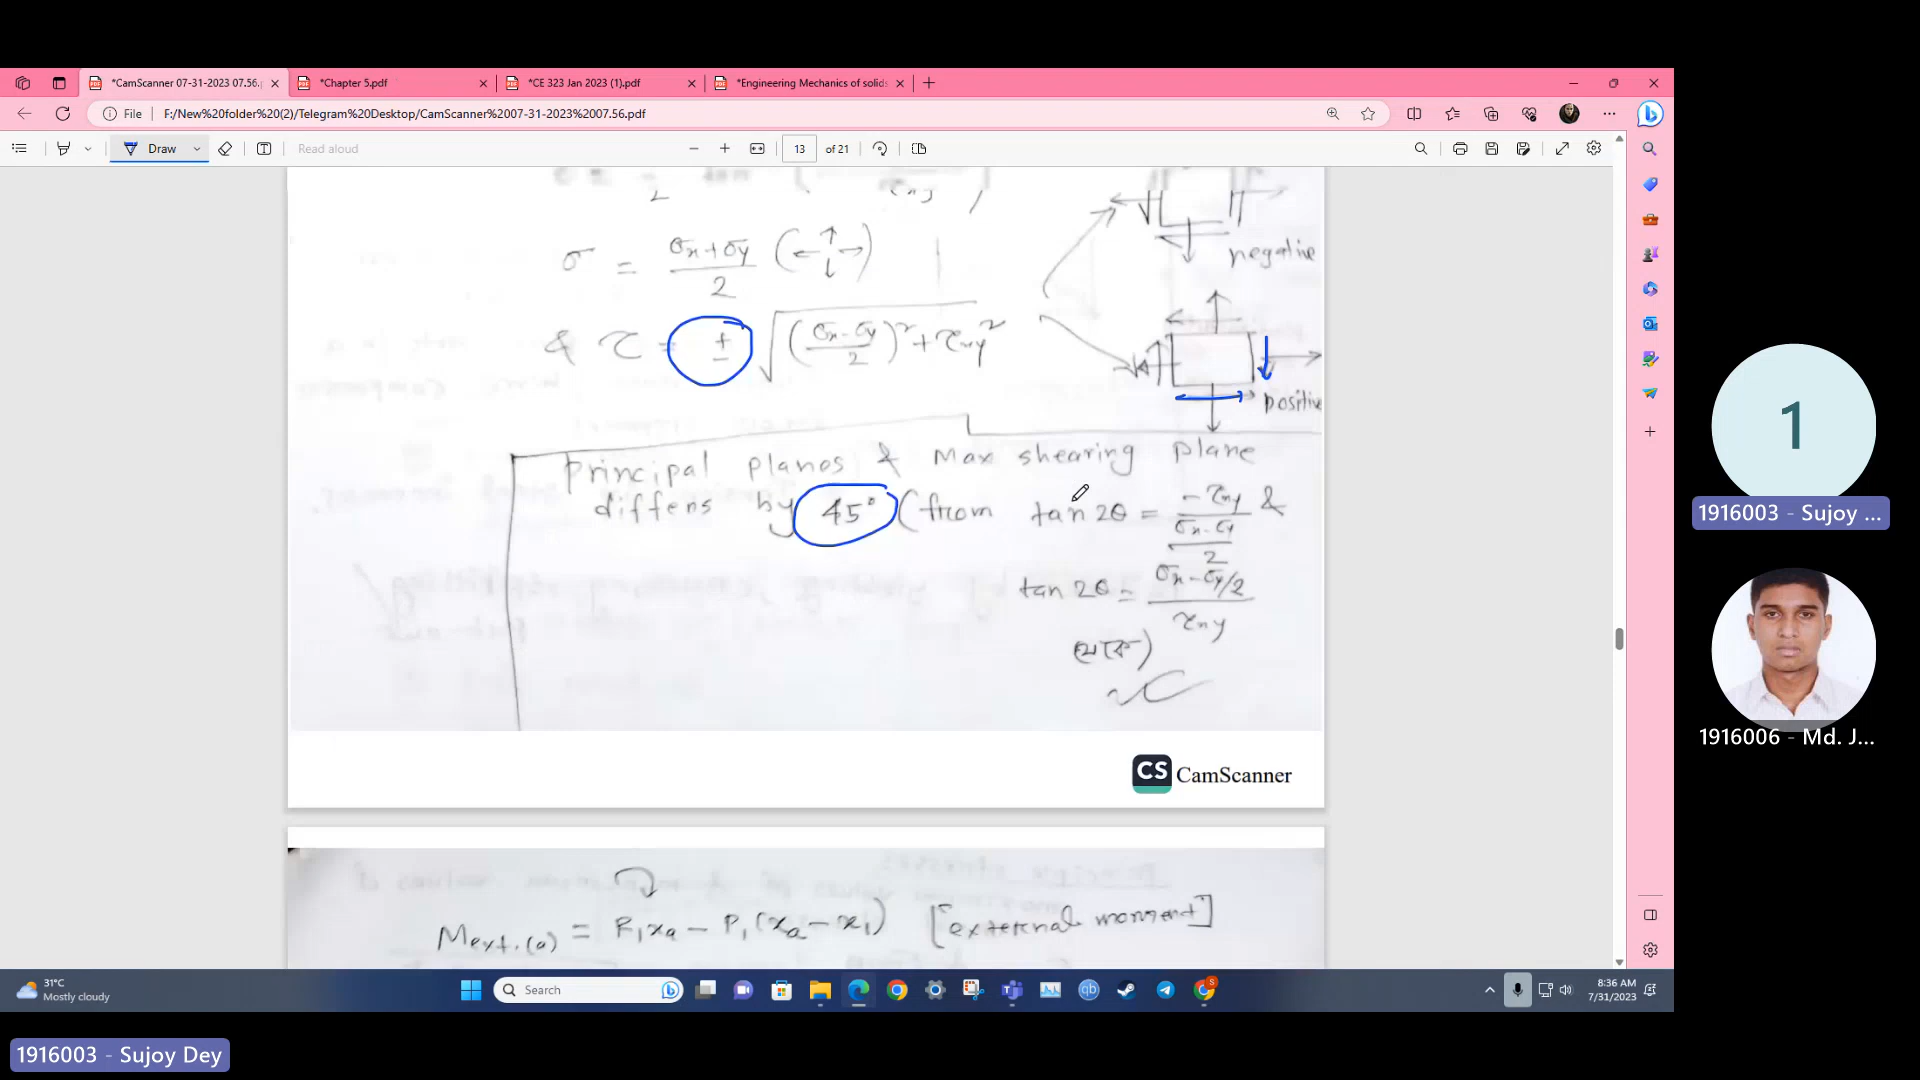 *CamScanner 07-31-2023 07.56.p
*Chapter 5.pdf
*CE 323 Jan 2023 (1).pdf
*Engineering Mechanics of solids
File
F:/New%20folder%20(2)/Telegram%20Desktop/CamScanner%2007-31-2023%2007.56.pdf
Draw
Read aloud
13 of 21
negative
σ = (σx+σy)/2
& τ = ± √(((σx-σy)/2)²+τxy²)
positive
Principal planes & Max shearing plane
differs by 45° (from tan 2θ = -τxy/((σx-σy)/2) &
tan 2θ = (σx-σy/2)/τxy
থেকে)
CS CamScanner
Mext.(a) = R₁xa - P₁(xa-x₁) [external moment]
1
1916003 - Sujoy ...
1916006 - Md. J...
31°C
Mostly cloudy
Search
8:36 AM
7/31/2023
1916003 - Sujoy Dey